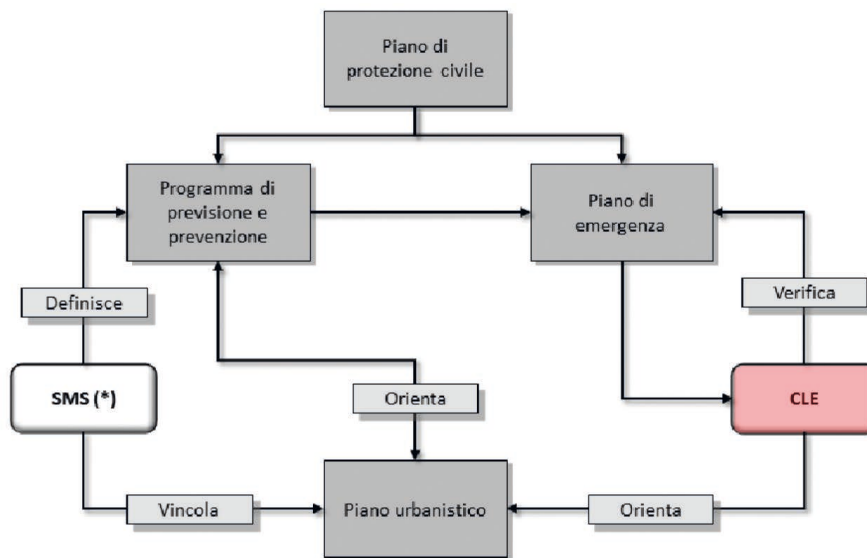 Piano di
protezione civile
Programma di
previsione e
prevenzione
Piano di
emergenza
Definisce
Verifica
SMS (*)
Orienta
CLE
Vincola
Piano urbanistico
Orienta